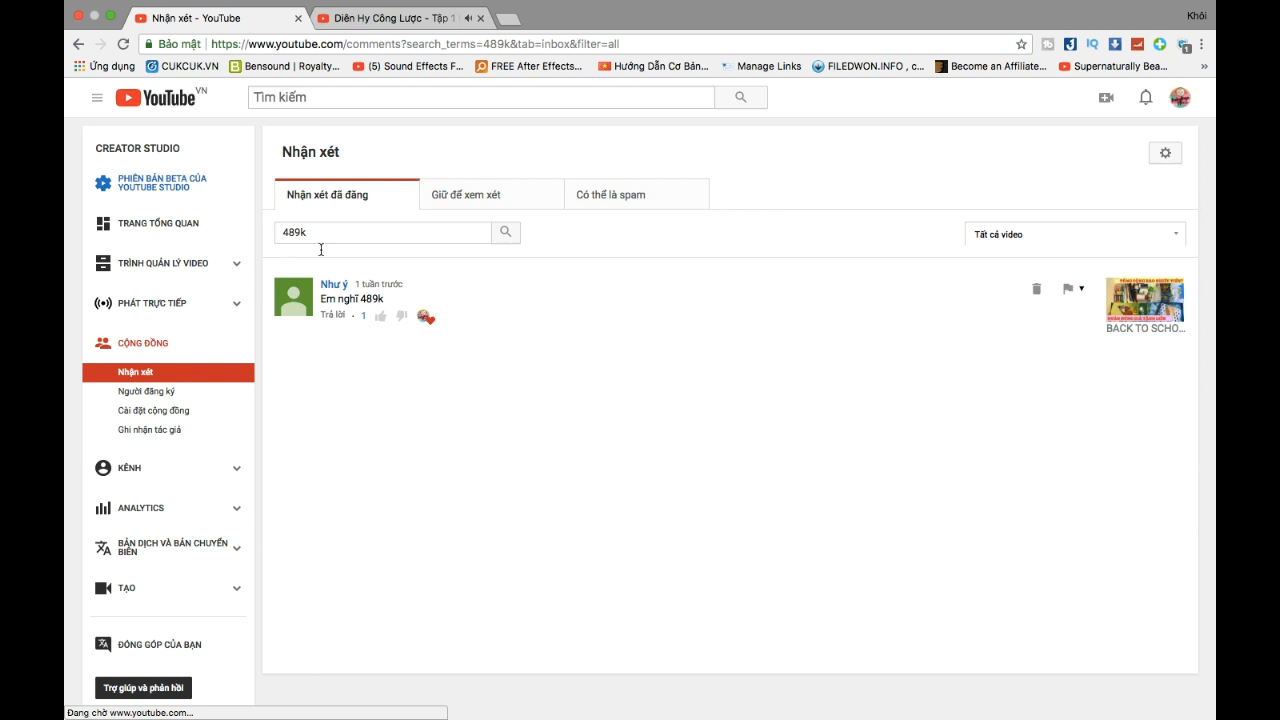 Nhận xét - YouTube
Diên Hy Công Lược - Tập 1
Khôi
Bảo mật
https://www.youtube.com/comments?search_terms=489k&tab=inbox&filter=all
Ứng dụng
CUKCUK.VN
Bensound | Royalty...
(5) Sound Effects F...
FREE After Effects...
Hướng Dẫn Cơ Bản...
Manage Links
FILEDWON.INFO , c...
Become an Affiliate...
Supernaturally Bea...
YouTube VN
Tìm kiếm
CREATOR STUDIO
PHIÊN BẢN BETA CỦA
YOUTUBE STUDIO
TRANG TỔNG QUAN
TRÌNH QUẢN LÝ VIDEO
PHÁT TRỰC TIẾP
CỘNG ĐỒNG
Nhận xét
Người đăng ký
Cài đặt cộng đồng
Ghi nhận tác giả
KÊNH
ANALYTICS
BẢN DỊCH VÀ BẢN CHUYỂN
BIÊN
TẠO
ĐÓNG GÓP CỦA BẠN
Trợ giúp và phản hồi
Nhận xét
Nhận xét đã đăng
Giữ để xem xét
Có thể là spam
489k
Tất cả video
Như ý 1 tuần trước
Em nghĩ 489k
Trả lời · 1
BACK TO SCHO...
Đang chờ www.youtube.com...